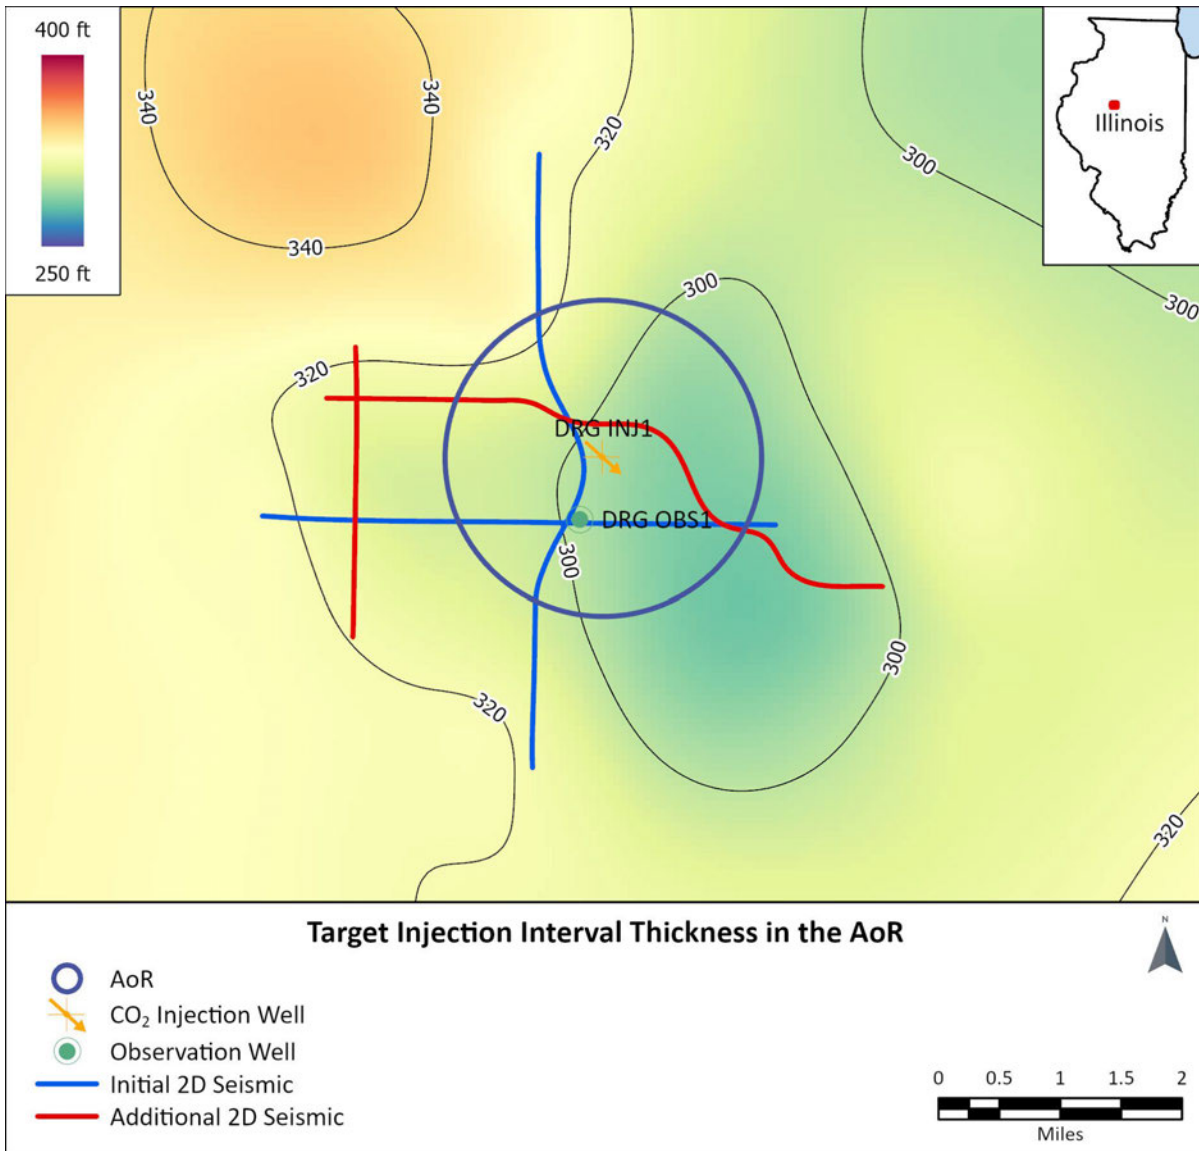 400 ft
250 ft
340
340
340
320
300
300
Illinois
300
320
DRG INJ1
DRG OBS1
300
300
320
320
Target Injection Interval Thickness in the AoR
N
AoR
CO₂ Injection Well
Observation Well
Initial 2D Seismic
Additional 2D Seismic
0 0.5 1 1.5 2
Miles